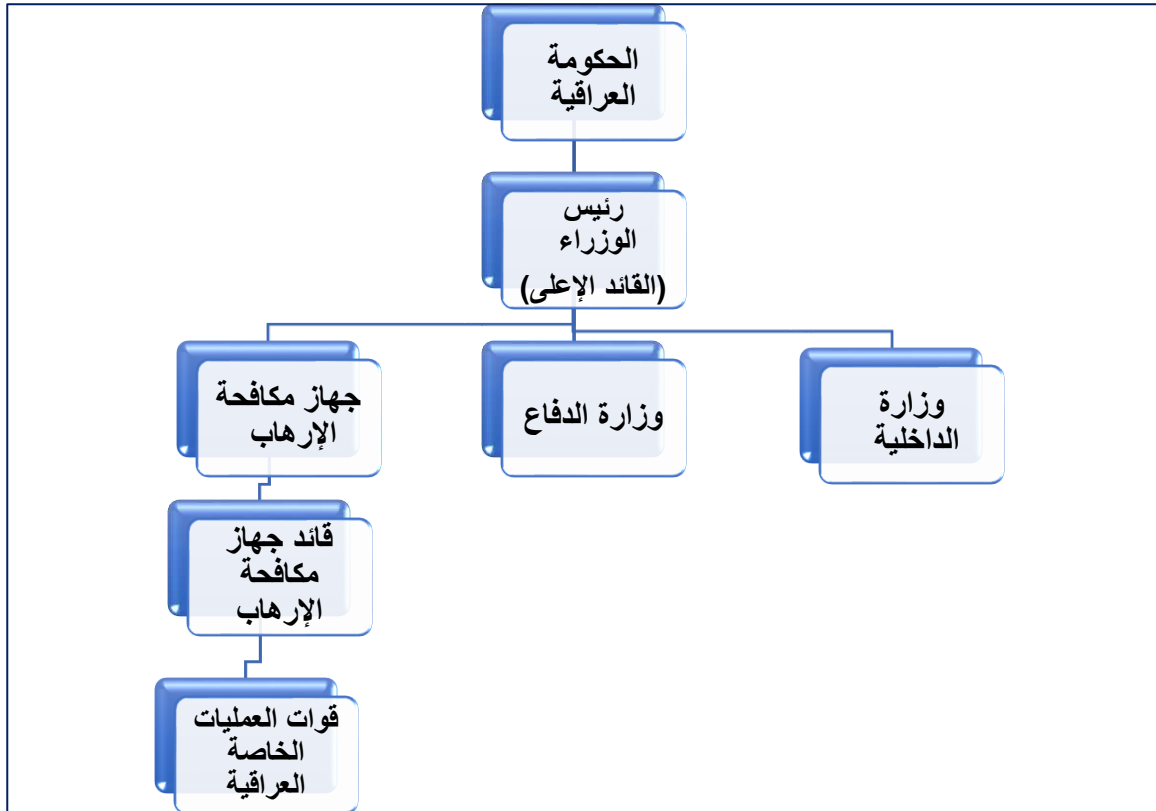 الحكومة
العراقية
رئيس
الوزراء
(القائد الإعلى)
وزارة
الداخلية
وزارة الدفاع
جهاز مكافحة
الإرهاب
قائد جهاز
مكافحة
الإرهاب
قوات العمليات
الخاصة
العراقية